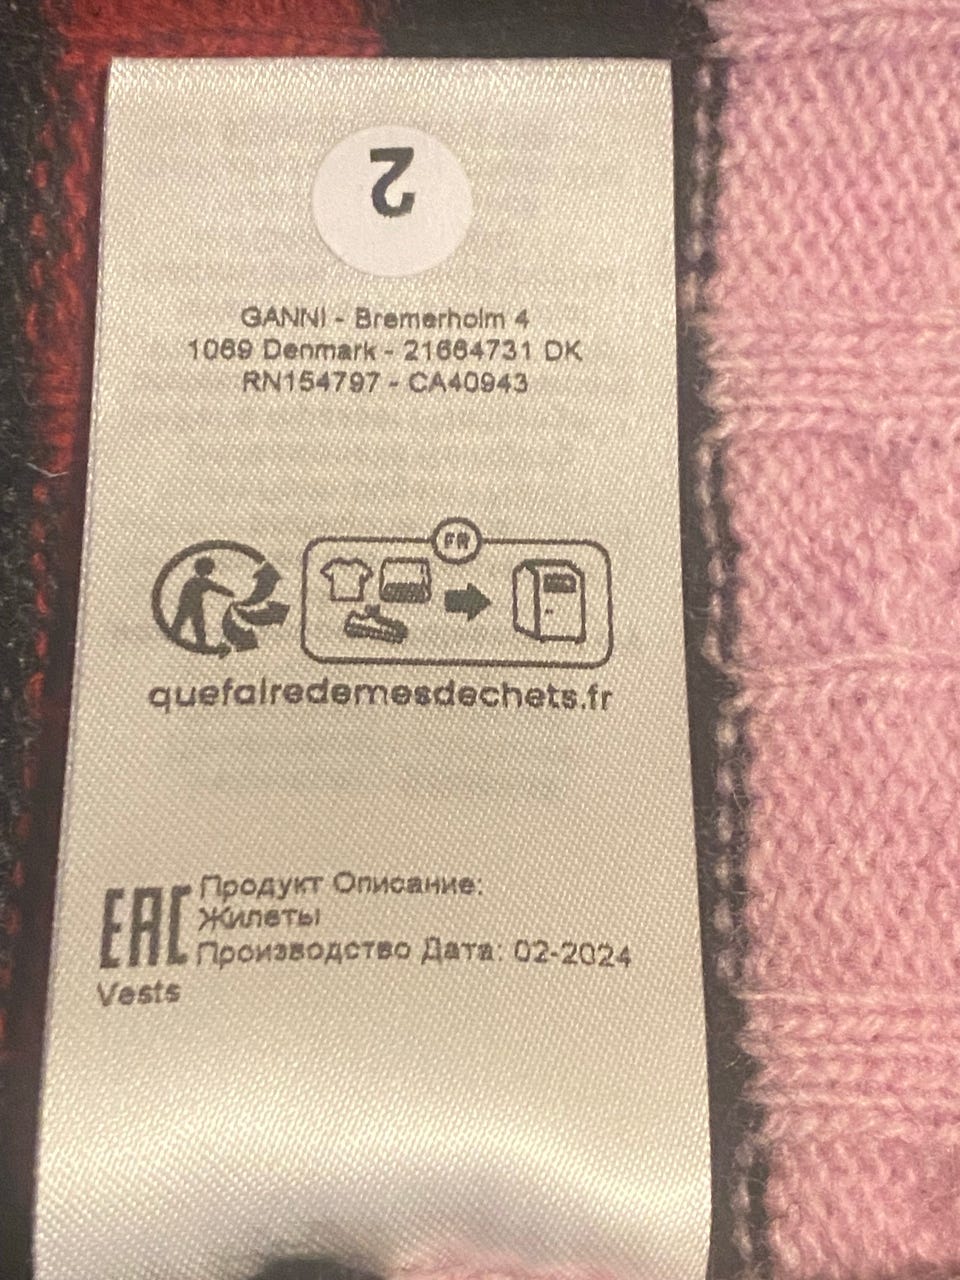 2
GANNI - Bremerholm 4
1069 Denmark - 21664731 DK
RN154797 - CA40943
FR
quefairedemesdechets.fr
EAC Продукт Описание:
Жилеты
Производство Дата: 02-2024
Vests